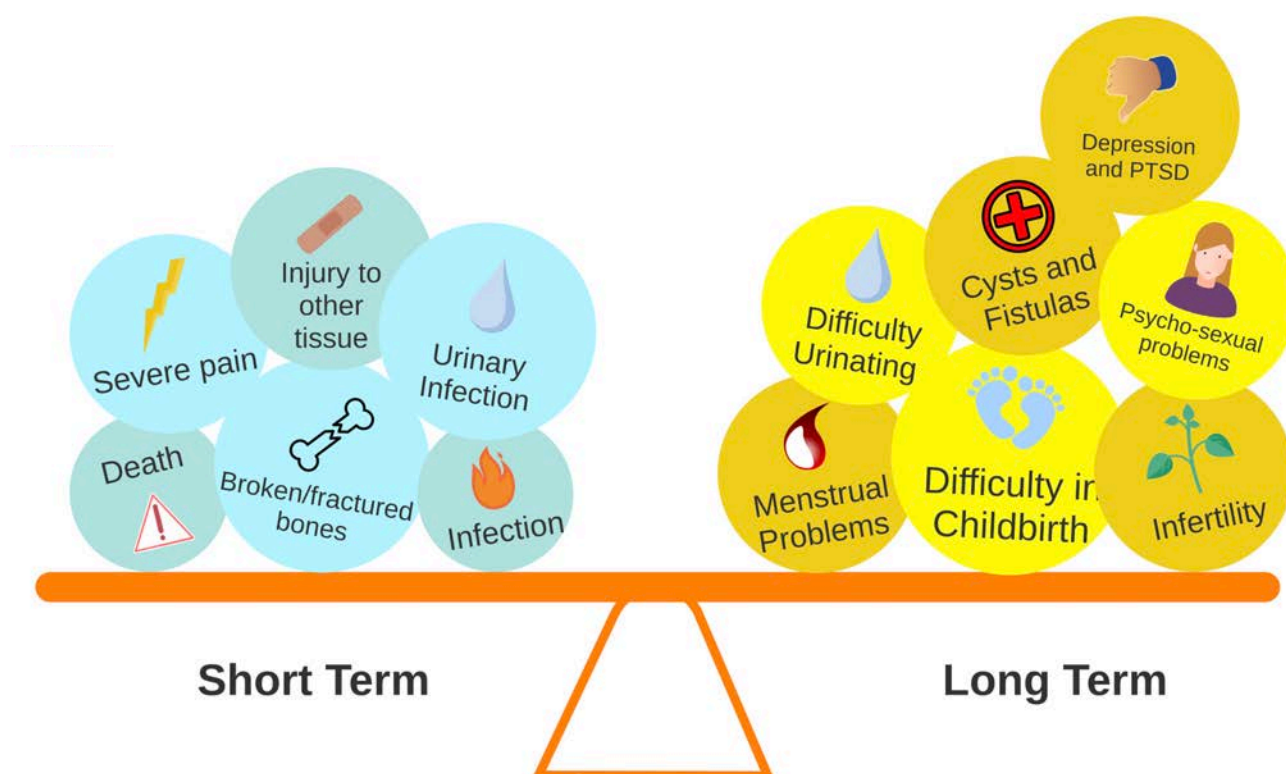 Severe pain
Injury to
other
tissue
Urinary
Infection
Death
Broken/fractured
bones
Infection
Depression
and PTSD
Cysts and
Fistulas
Difficulty
Urinating
Psycho-sexual
problems
Menstrual
Problems
Difficulty in
Childbirth
Infertility
Short Term
Long Term